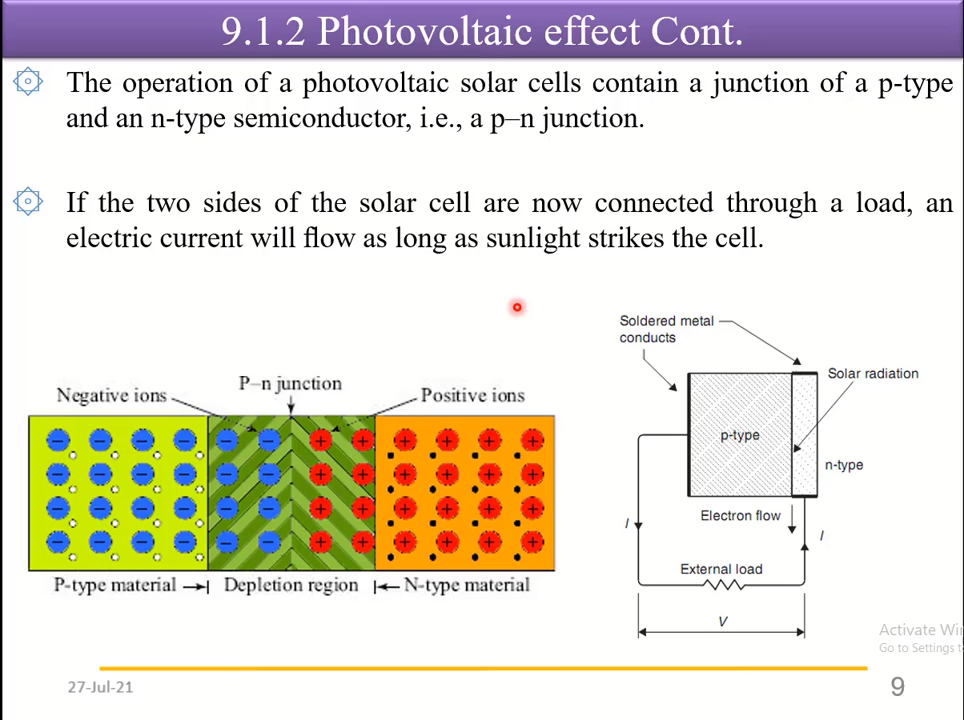 9.1.2 Photovoltaic effect Cont.
The operation of a photovoltaic solar cells contain a junction of a p-type
and an n-type semiconductor, i.e., a p–n junction.
If the two sides of the solar cell are now connected through a load, an
electric current will flow as long as sunlight strikes the cell.
P–n junction
Negative ions
Positive ions
P-type material
Depletion region
N-type material
Soldered metal
conducts
Solar radiation
p-type
n-type
Electron flow
I
I
External load
V
Activate Wi
Go to Settings t
27-Jul-21
9